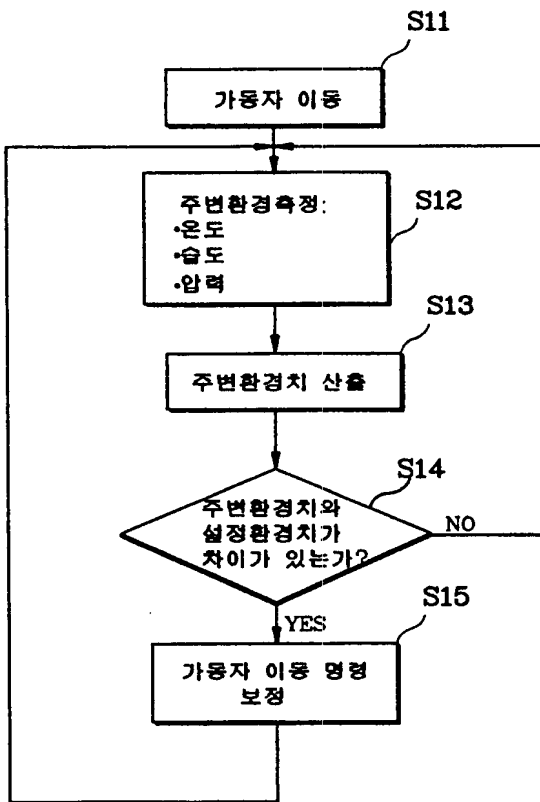 S11
가동자 이동
주변환경측정:
•온도
•습도
•압력
S12
S13
주변환경치 산출
S14
주변환경치와
설정환경치가
차이가 있는가?
NO
YES
S15
가동자 이동 명령
보정